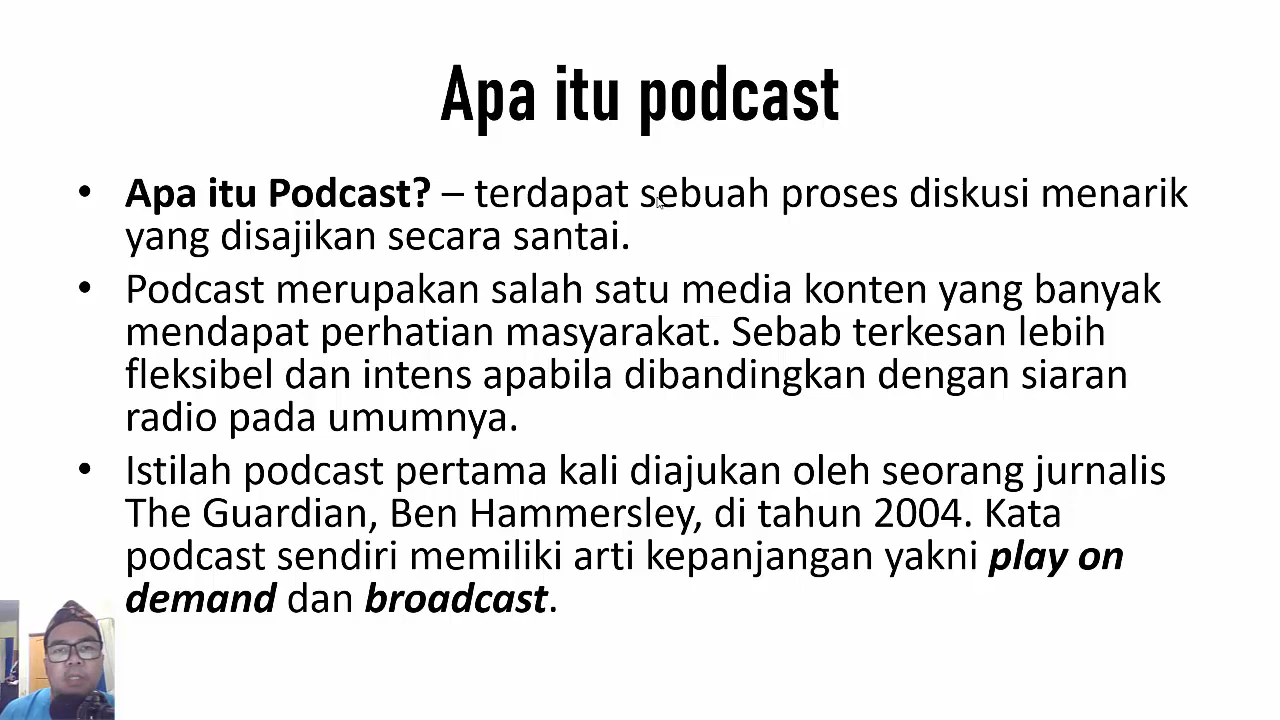 Apa itu podcast
• Apa itu Podcast? – terdapat sebuah proses diskusi menarik
yang disajikan secara santai.
• Podcast merupakan salah satu media konten yang banyak
mendapat perhatian masyarakat. Sebab terkesan lebih
fleksibel dan intens apabila dibandingkan dengan siaran
radio pada umumnya.
• Istilah podcast pertama kali diajukan oleh seorang jurnalis
The Guardian, Ben Hammersley, di tahun 2004. Kata
podcast sendiri memiliki arti kepanjangan yakni play on
demand dan broadcast.